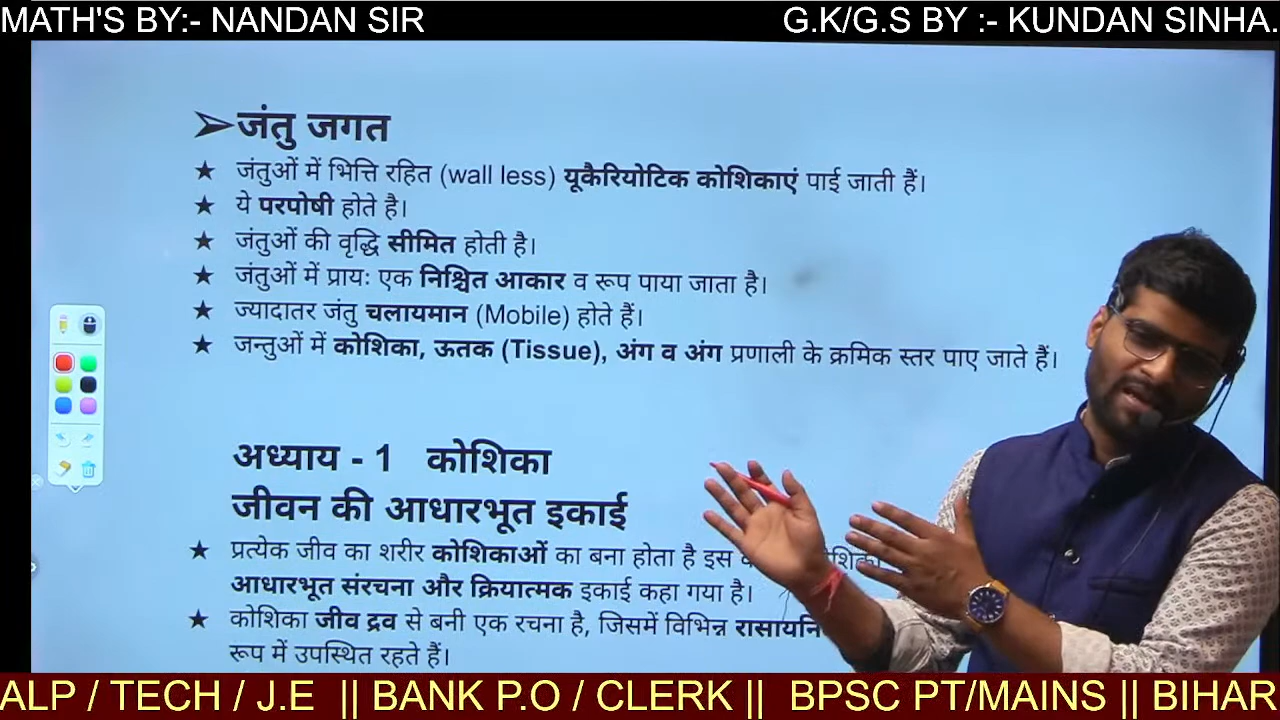 MATH'S BY:- NANDAN SIR
G.K/G.S BY :- KUNDAN SINHA.
➢जंतु जगत
★ जंतुओं में भित्ति रहित (wall less) यूकैरियोटिक कोशिकाएं पाई जाती हैं।
★ ये परपोषी होते है।
★ जंतुओं की वृद्धि सीमित होती है।
★ जंतुओं में प्रायः एक निश्चित आकार व रूप पाया जाता है।
★ ज्यादातर जंतु चलायमान (Mobile) होते हैं।
★ जन्तुओं में कोशिका, ऊतक (Tissue), अंग व अंग प्रणाली के क्रमिक स्तर पाए जाते हैं।
अध्याय - 1 कोशिका
जीवन की आधारभूत इकाई
★ प्रत्येक जीव का शरीर कोशिकाओं का बना होता है इस
आधारभूत संरचना और क्रियात्मक इकाई कहा गया है।
★ कोशिका जीव द्रव से बनी एक रचना है, जिसमें विभिन्न
रूप में उपस्थित रहते हैं।
ALP / TECH / J.E || BANK P.O / CLERK || BPSC PT/MAINS || BIHAR